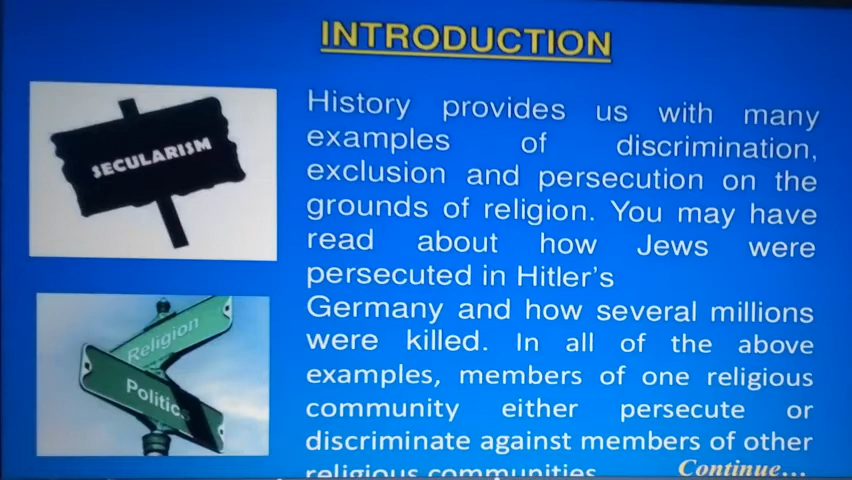 INTRODUCTION
SECULARISM
Religion
Politic
History provides us with many
examples of discrimination,
exclusion and persecution on the
grounds of religion. You may have
read about how Jews were
persecuted in Hitler's
Germany and how several millions
were killed. In all of the above
examples, members of one religious
community either persecute or
discriminate against members of other
religious communities.
Continue...